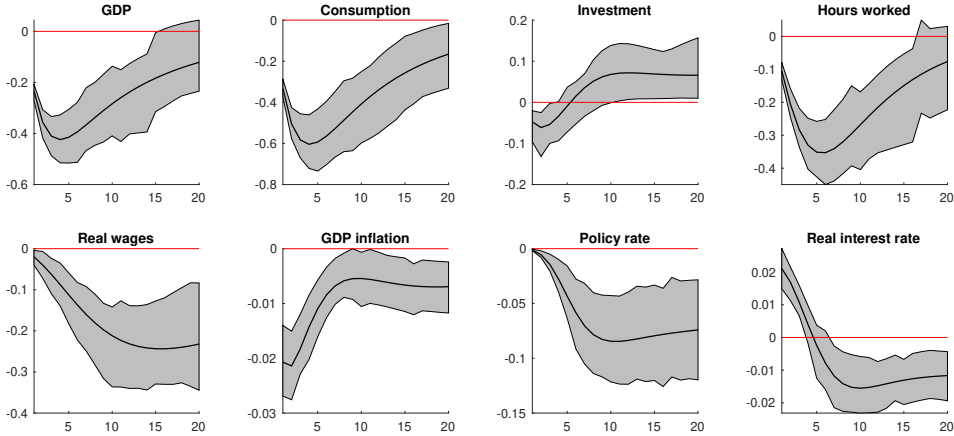 GDP
0
-0.2
-0.4
-0.6
5 10 15 20
Consumption
0
-0.2
-0.4
-0.6
-0.8
5 10 15 20
Investment
0.2
0.1
0
-0.1
-0.2
5 10 15 20
Hours worked
0
-0.1
-0.2
-0.3
-0.4
5 10 15 20
Real wages
0
-0.1
-0.2
-0.3
-0.4
5 10 15 20
GDP inflation
0
-0.01
-0.02
-0.03
5 10 15 20
Policy rate
0
-0.05
-0.1
-0.15
5 10 15 20
Real interest rate
0.02
0.01
0
-0.01
-0.02
5 10 15 20